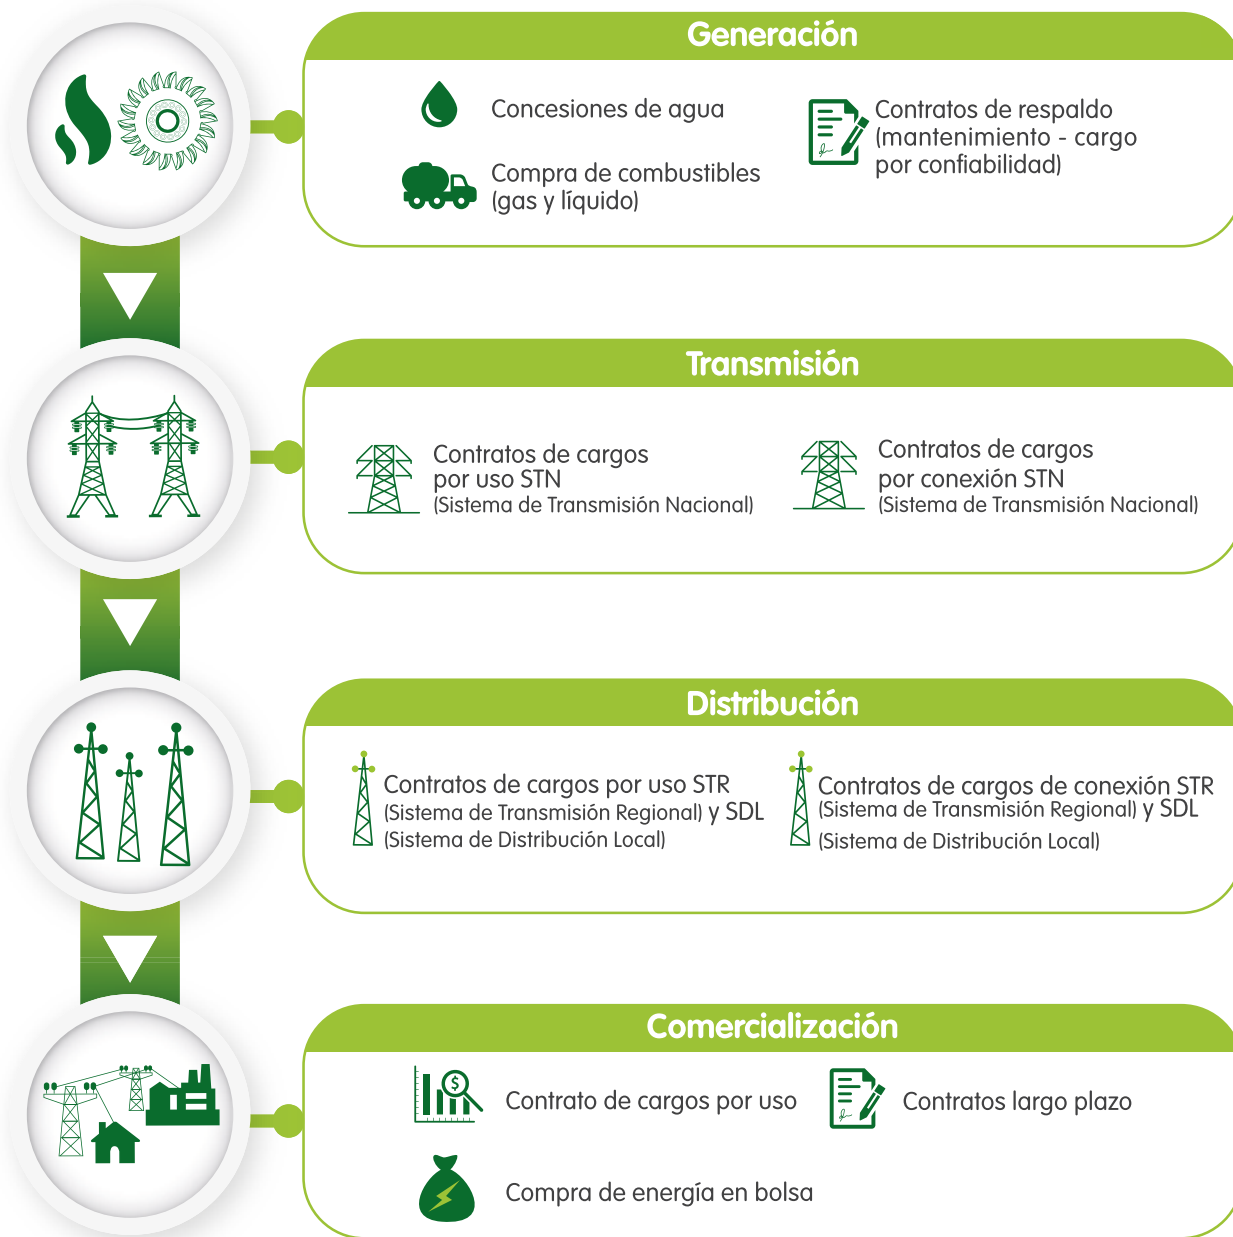 Generación
Concesiones de agua
Compra de combustibles
(gas y líquido)
Contratos de respaldo
(mantenimiento - cargo
por confiabilidad)
Transmisión
Contratos de cargos
por uso STN
(Sistema de Transmisión Nacional)
Contratos de cargos
por conexión STN
(Sistema de Transmisión Nacional)
Distribución
Contratos de cargos por uso STR
(Sistema de Transmisión Regional) y SDL
(Sistema de Distribución Local)
Contratos de cargos de conexión STR
(Sistema de Transmisión Regional) y SDL
(Sistema de Distribución Local)
Comercialización
$
Contrato de cargos por uso
Contratos largo plazo
Compra de energía en bolsa